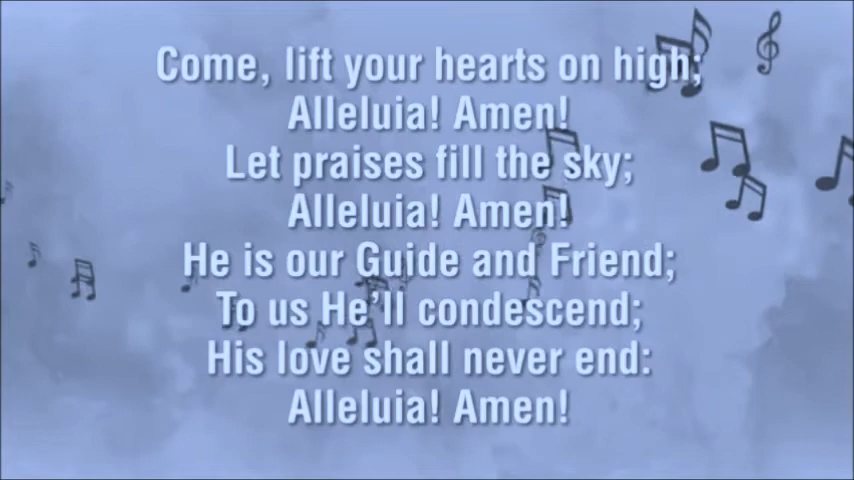 Come, lift your hearts on high;
Alleluia! Amen!
Let praises fill the sky;
Alleluia! Amen!
He is our Guide and Friend;
To us He'll condescend;
His love shall never end:
Alleluia! Amen!